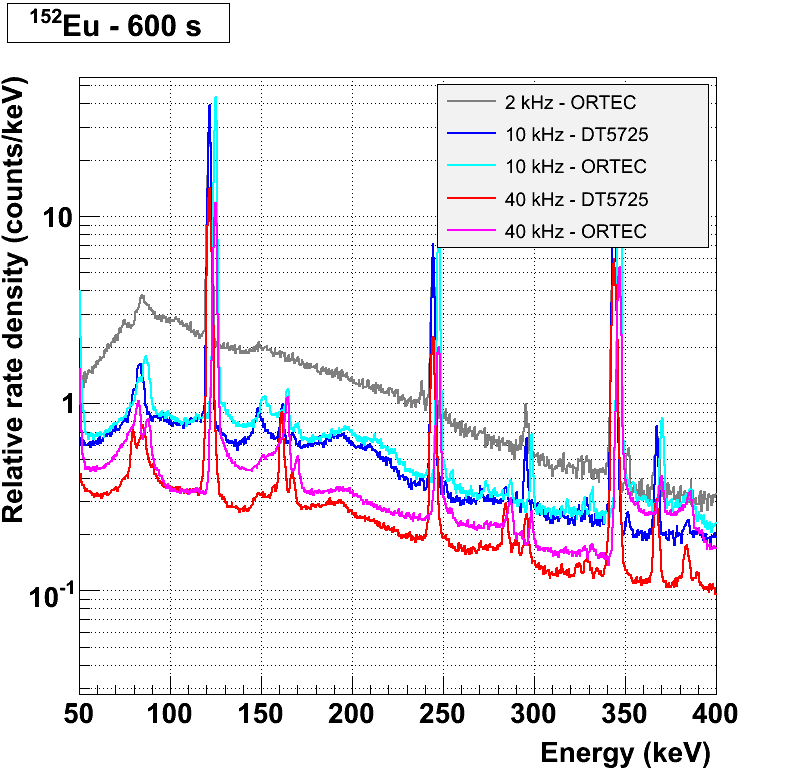 152Eu - 600 s
2 kHz - ORTEC
10 kHz - DT5725
10 kHz - ORTEC
40 kHz - DT5725
40 kHz - ORTEC
Relative rate density (counts/keV)
10
1
10-1
50 100 150 200 250 300 350 400
Energy (keV)